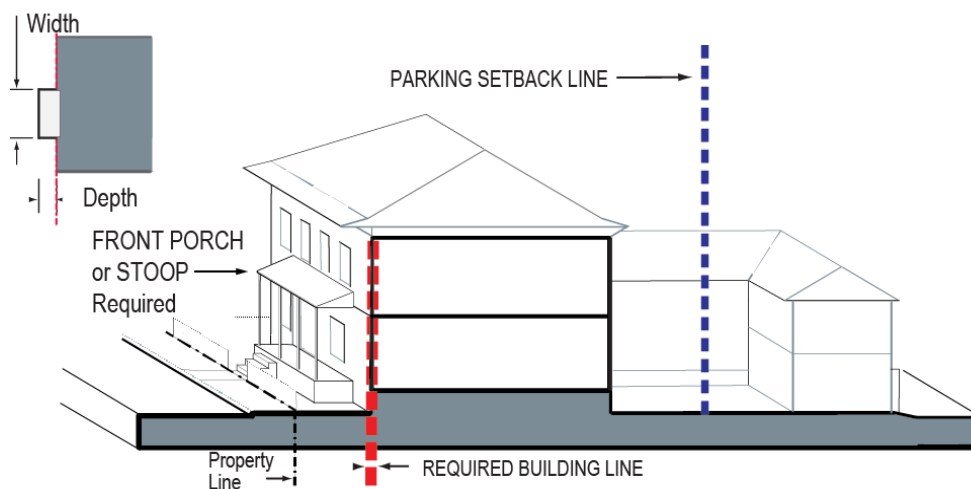 Width
PARKING SETBACK LINE
Depth
FRONT PORCH
or STOOP
Required
Property
Line
REQUIRED BUILDING LINE